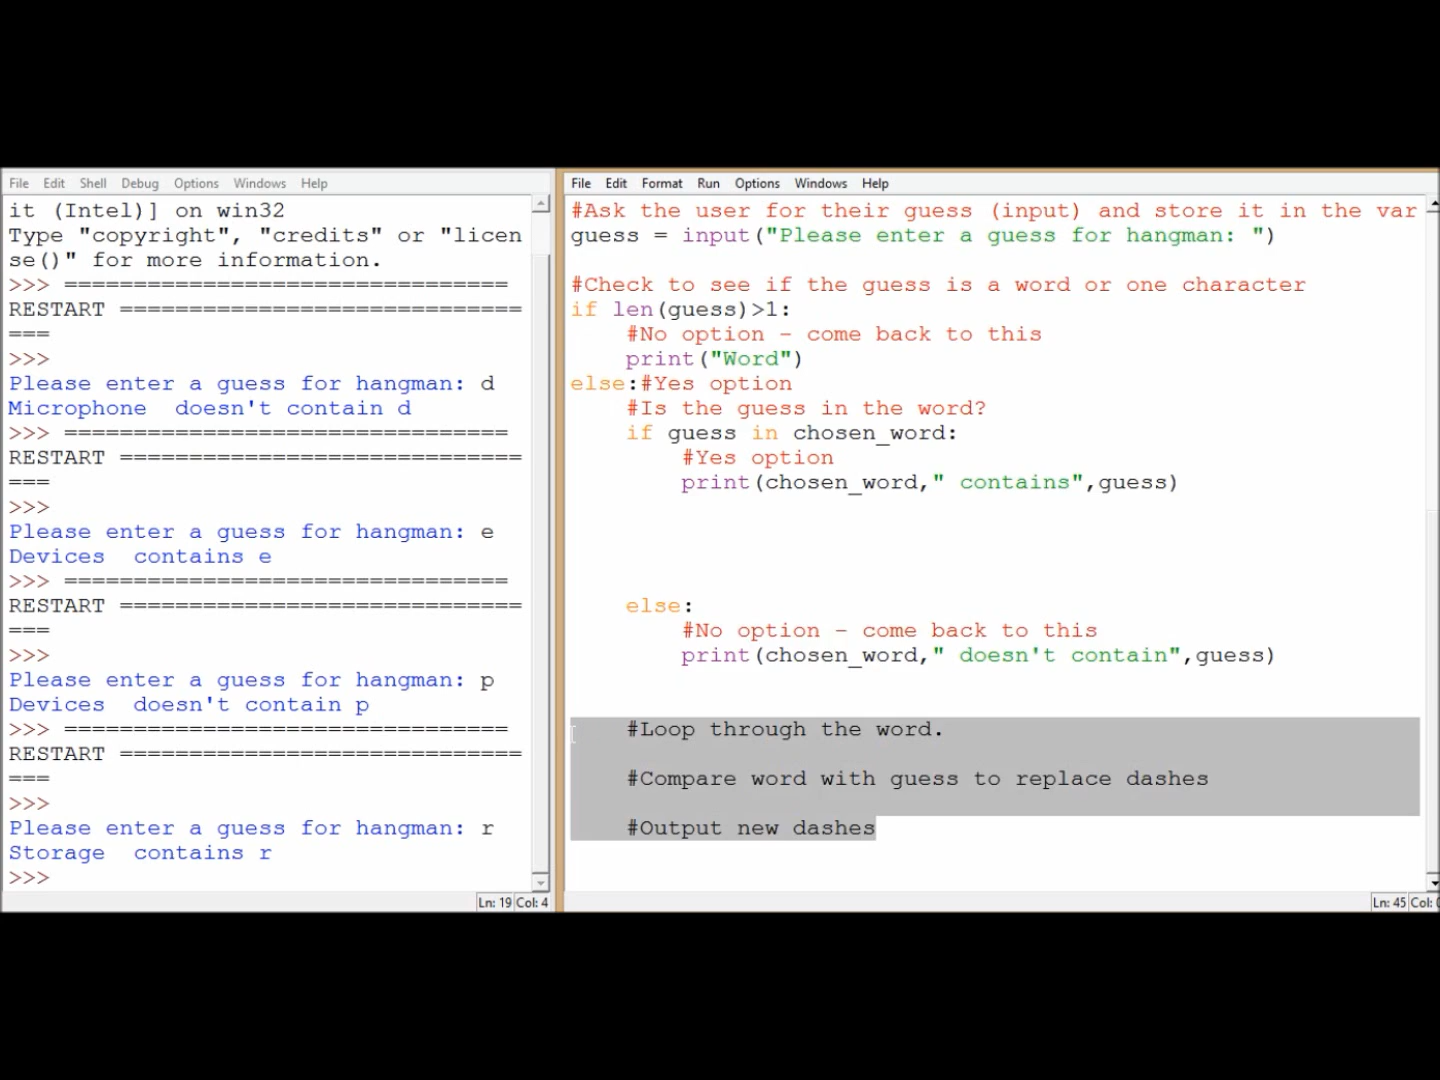 File Edit Shell Debug Options Windows Help
it (Intel)] on win32
Type "copyright", "credits" or "licen
se()" for more information.
>>> ================================
RESTART =============================
===
>>>
Please enter a guess for hangman: d
Microphone  doesn't contain d
>>> ================================
RESTART =============================
===
>>>
Please enter a guess for hangman: e
Devices  contains e
>>> ================================
RESTART =============================
===
>>>
Please enter a guess for hangman: p
Devices  doesn't contain p
>>> ================================
RESTART =============================
===
>>>
Please enter a guess for hangman: r
Storage  contains r
>>>
Ln: 19 Col: 4
File Edit Format Run Options Windows Help
#Ask the user for their guess (input) and store it in the var
guess = input("Please enter a guess for hangman: ")
#Check to see if the guess is a word or one character
if len(guess)>1:
    #No option - come back to this
    print("Word")
else:#Yes option
    #Is the guess in the word?
    if guess in chosen_word:
        #Yes option
        print(chosen_word," contains",guess)
    else:
        #No option - come back to this
        print(chosen_word," doesn't contain",guess)
    #Loop through the word.
    #Compare word with guess to replace dashes
    #Output new dashes
Ln: 45 Col: